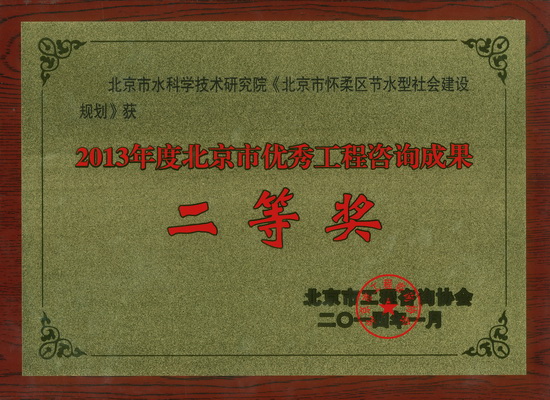 北京市水科学技术研究院《北京市怀柔区节水型社会建设
规划》获
2013年度北京市优秀工程咨询成果
二等奖
北京市工程咨询协会
二〇一四年一月